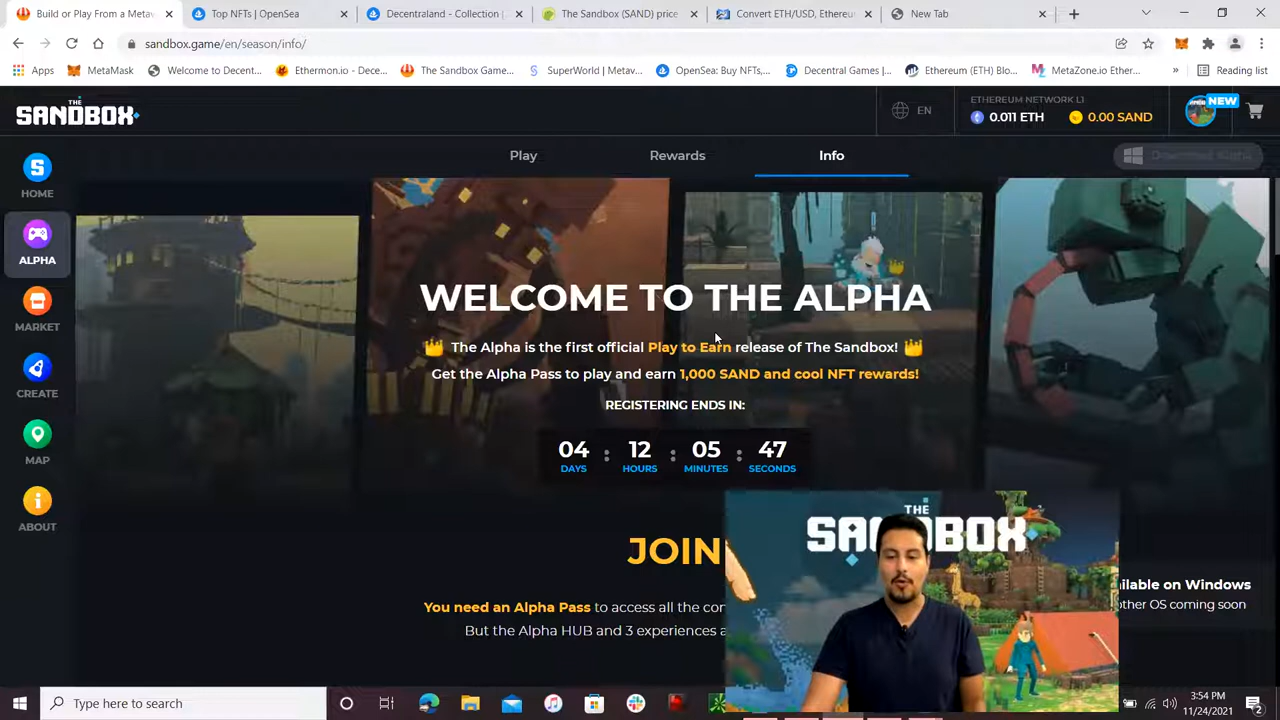 Build or Play From a Metav
Top NFTs | OpenSea
Decentraland - Collection |
The Sandbox (SAND) price
Convert ETH/USD, Ethereu
New Tab
sandbox.game/en/season/info/
Apps
MetaMask
Welcome to Decent...
Ethermon.io - Dece...
The Sandbox Game...
SuperWorld | Metav...
OpenSea: Buy NFTs,...
Decentral Games |...
Ethereum (ETH) Blo...
MetaZone.io Ether...
»
Reading list
THE
SANDBOX
EN
ETHEREUM NETWORK L1
0.011 ETH
0.00 SAND
NEW
Play
Rewards
Info
Download Alpha
HOME
ALPHA
MARKET
CREATE
MAP
ABOUT
WELCOME TO THE ALPHA
The Alpha is the first official Play to Earn release of The Sandbox!
Get the Alpha Pass to play and earn 1,000 SAND and cool NFT rewards!
REGISTERING ENDS IN:
04 : 12 : 05 : 47
DAYS HOURS MINUTES SECONDS
JOIN
You need an Alpha Pass to access all the con
But the Alpha HUB and 3 experiences a
ilable on Windows
other OS coming soon
THE
SANDBOX
Type here to search
3:54 PM
11/24/2021
2